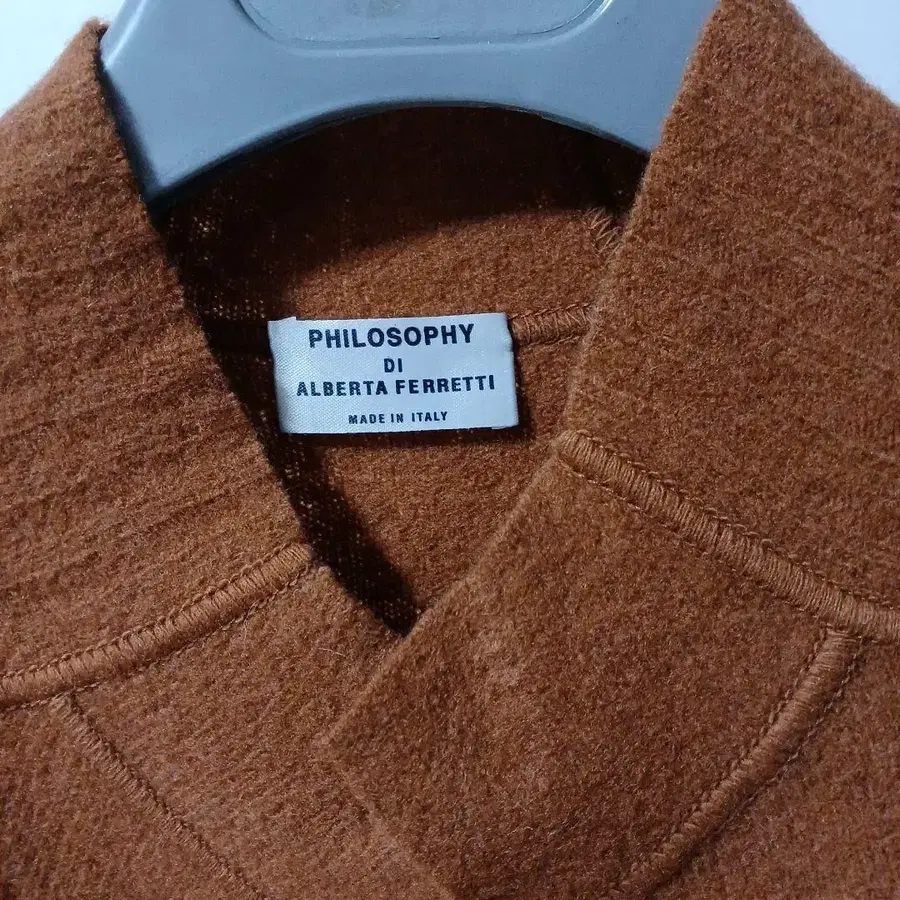 PHILOSOPHY
DI
ALBERTA FERRETTI
MADE IN ITALY